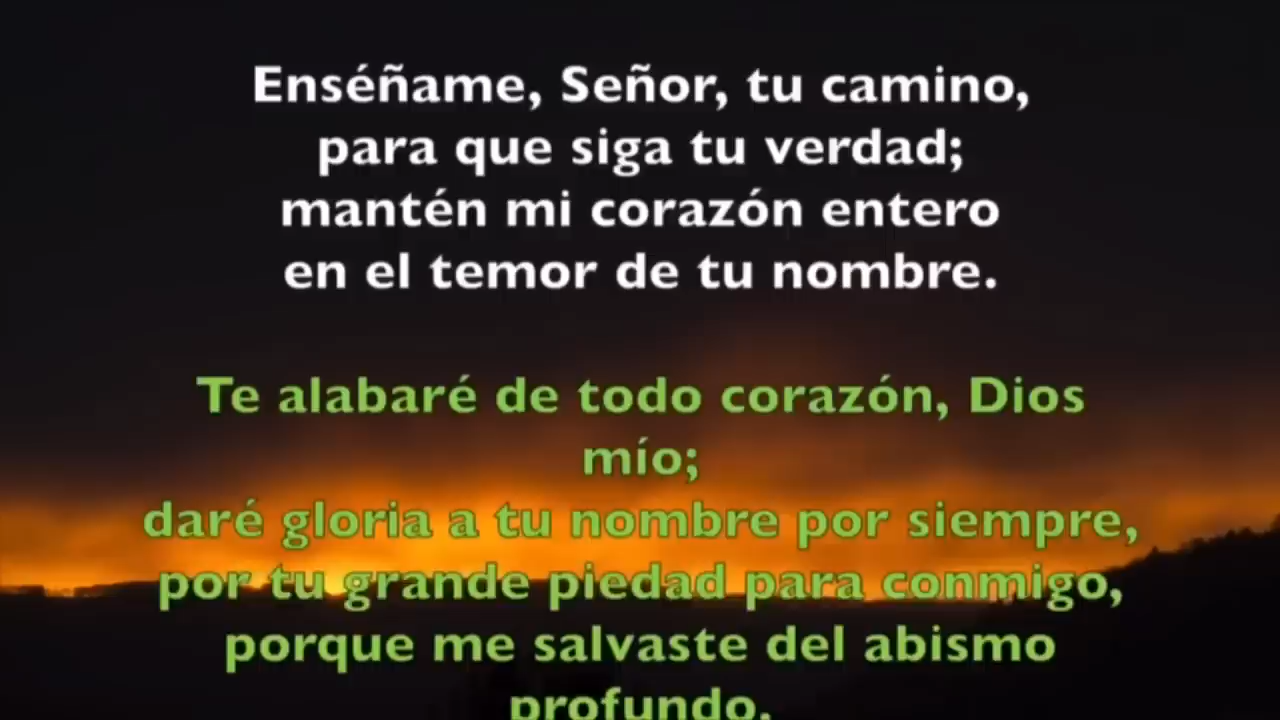 Enséñame, Señor, tu camino,
para que siga tu verdad;
mantén mi corazón entero
en el temor de tu nombre.
Te alabaré de todo corazón, Dios
mío;
daré gloria a tu nombre por siempre,
por tu grande piedad para conmigo,
porque me salvaste del abismo
profundo.